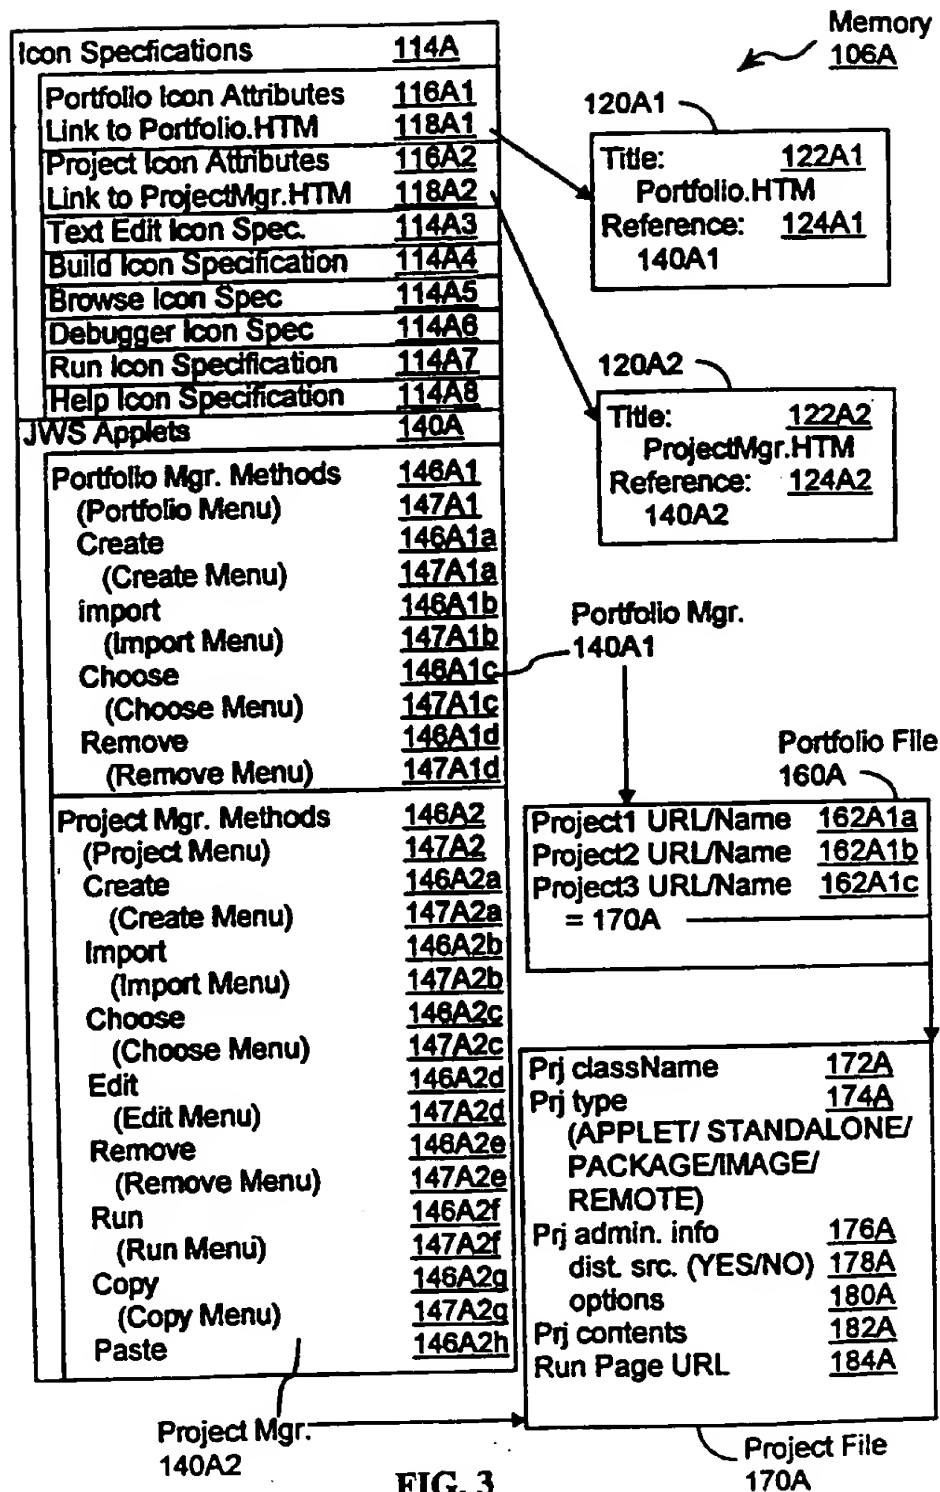 Icon Specfications 114A
Portfolio Icon Attributes 116A1
Link to Portfolio.HTM 118A1
Project Icon Attributes 116A2
Link to ProjectMgr.HTM 118A2
Text Edit Icon Spec. 114A3
Build Icon Specification 114A4
Browse Icon Spec 114A5
Debugger Icon Spec 114A6
Run Icon Specification 114A7
Help Icon Specification 114A8
JWS Applets 140A
Portfolio Mgr. Methods 146A1
(Portfolio Menu) 147A1
Create 146A1a
(Create Menu) 147A1a
import 146A1b
(Import Menu) 147A1b
Choose 146A1c
(Choose Menu) 147A1c
Remove 146A1d
(Remove Menu) 147A1d
Project Mgr. Methods 146A2
(Project Menu) 147A2
Create 146A2a
(Create Menu) 147A2a
Import 146A2b
(Import Menu) 147A2b
Choose 146A2c
(Choose Menu) 147A2c
Edit 146A2d
(Edit Menu) 147A2d
Remove 146A2e
(Remove Menu) 147A2e
Run 146A2f
(Run Menu) 147A2f
Copy 146A2g
(Copy Menu) 147A2g
Paste 146A2h
Project Mgr.
140A2
Memory
106A
120A1
Title: 122A1
Portfolio.HTM
Reference: 124A1
140A1
120A2
Title: 122A2
ProjectMgr.HTM
Reference: 124A2
140A2
Portfolio Mgr.
140A1
Portfolio File
160A
Project1 URL/Name 162A1a
Project2 URL/Name 162A1b
Project3 URL/Name 162A1c
= 170A
Prj className 172A
Prj type 174A
(APPLET/ STANDALONE/
PACKAGE/IMAGE/
REMOTE)
Prj admin. info 176A
dist. src. (YES/NO) 178A
options 180A
Prj contents 182A
Run Page URL 184A
Project File
170A
FIG. 3